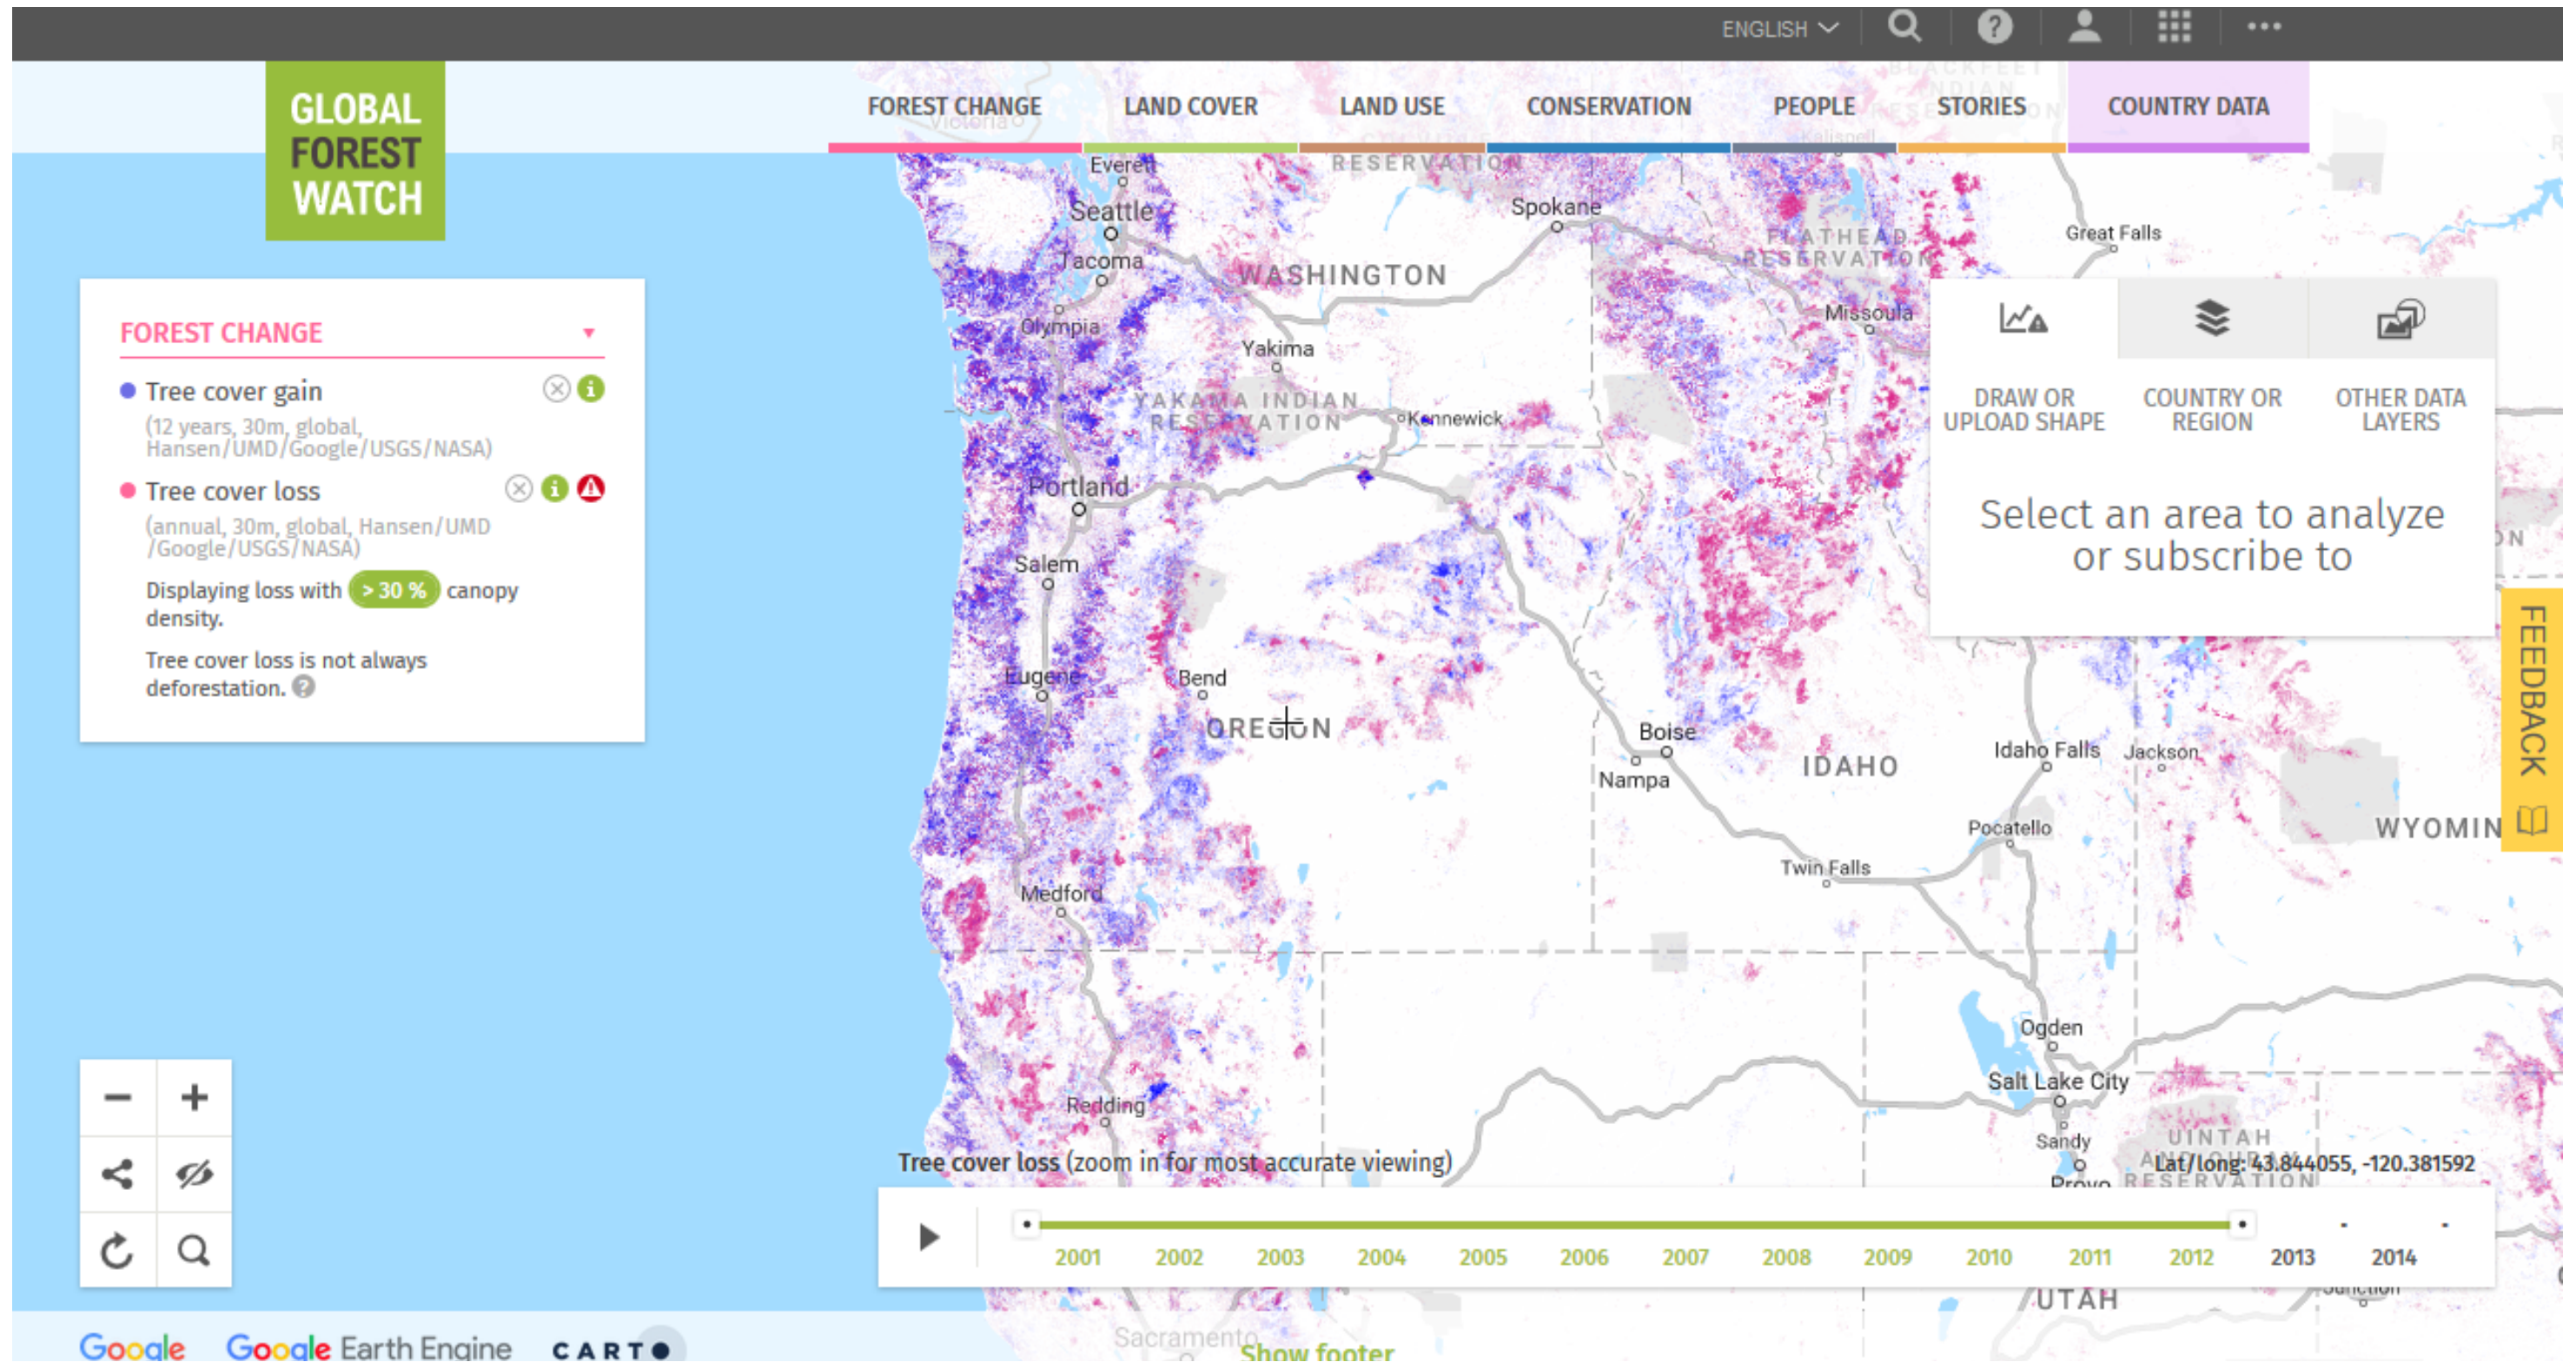 ENGLISH
GLOBAL
FOREST
WATCH
FOREST CHANGE
LAND COVER
LAND USE
CONSERVATION
PEOPLE
STORIES
COUNTRY DATA
Victoria
Kalispell
RESERVATION
Everett
Seattle
Tacoma
Olympia
WASHINGTON
Spokane
FLATHEAD
RESERVATION
Great Falls
Missoula
Yakima
YAKAMA INDIAN
RESERVATION
Kennewick
Portland
Salem
Eugene
Bend
OREGON
Boise
Nampa
IDAHO
Idaho Falls
Jackson
Pocatello
Twin Falls
WYOMIN
Medford
Redding
Ogden
Salt Lake City
Sandy
Provo
UINTAH
RESERVATION
UTAH
Sacramento
FOREST CHANGE
Tree cover gain
(12 years, 30m, global,
Hansen/UMD/Google/USGS/NASA)
Tree cover loss
(annual, 30m, global, Hansen/UMD
/Google/USGS/NASA)
Displaying loss with > 30 % canopy
density.
Tree cover loss is not always
deforestation. ?
DRAW OR
UPLOAD SHAPE
COUNTRY OR
REGION
OTHER DATA
LAYERS
Select an area to analyze
or subscribe to
FEEDBACK
Tree cover loss (zoom in for most accurate viewing)
Lat/long: 43.844055, -120.381592
2001 2002 2003 2004 2005 2006 2007 2008 2009 2010 2011 2012 2013 2014
Google
Google Earth Engine
CARTO
Show footer